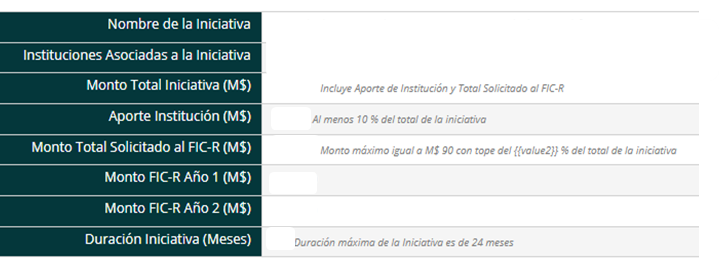 Nombre de la Iniciativa
Instituciones Asociadas a la Iniciativa
Monto Total Iniciativa (M$) Incluye Aporte de Institución y Total Solicitado al FIC-R
Aporte Institución (M$) Al menos 10 % del total de la iniciativa
Monto Total Solicitado al FIC-R (M$) Monto máximo igual a M$ 90 con tope del {{value2}} % del total de la iniciativa
Monto FIC-R Año 1 (M$)
Monto FIC-R Año 2 (M$)
Duración Iniciativa (Meses) Duración máxima de la Iniciativa es de 24 meses